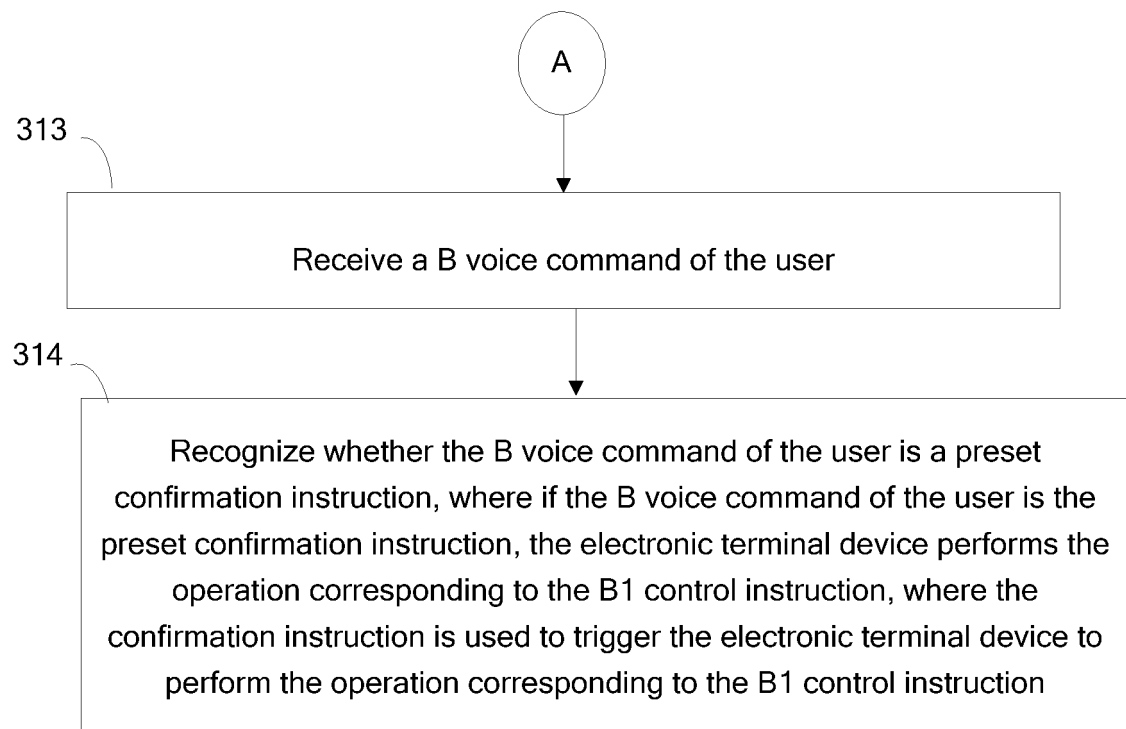 A
313
Receive a B voice command of the user
314
Recognize whether the B voice command of the user is a preset
confirmation instruction, where if the B voice command of the user is the
preset confirmation instruction, the electronic terminal device performs the
operation corresponding to the B1 control instruction, where the
confirmation instruction is used to trigger the electronic terminal device to
perform the operation corresponding to the B1 control instruction